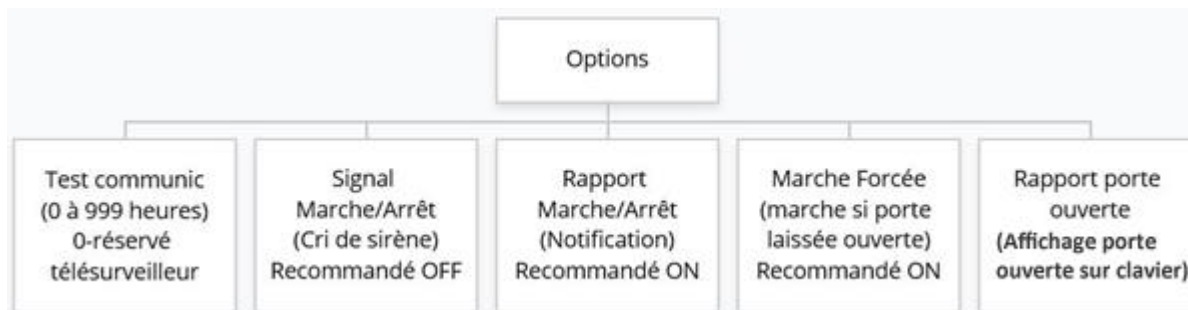 Options
Test communic
(0 à 999 heures)
0-réservé
télésurveilleur
Signal
Marche/Arrêt
(Cri de sirène)
Recommandé OFF
Rapport
Marche/Arrêt
(Notification)
Recommandé ON
Marche Forcée
(marche si porte
laissée ouverte)
Recommandé ON
Rapport porte
ouverte
(Affichage porte
ouverte sur clavier)